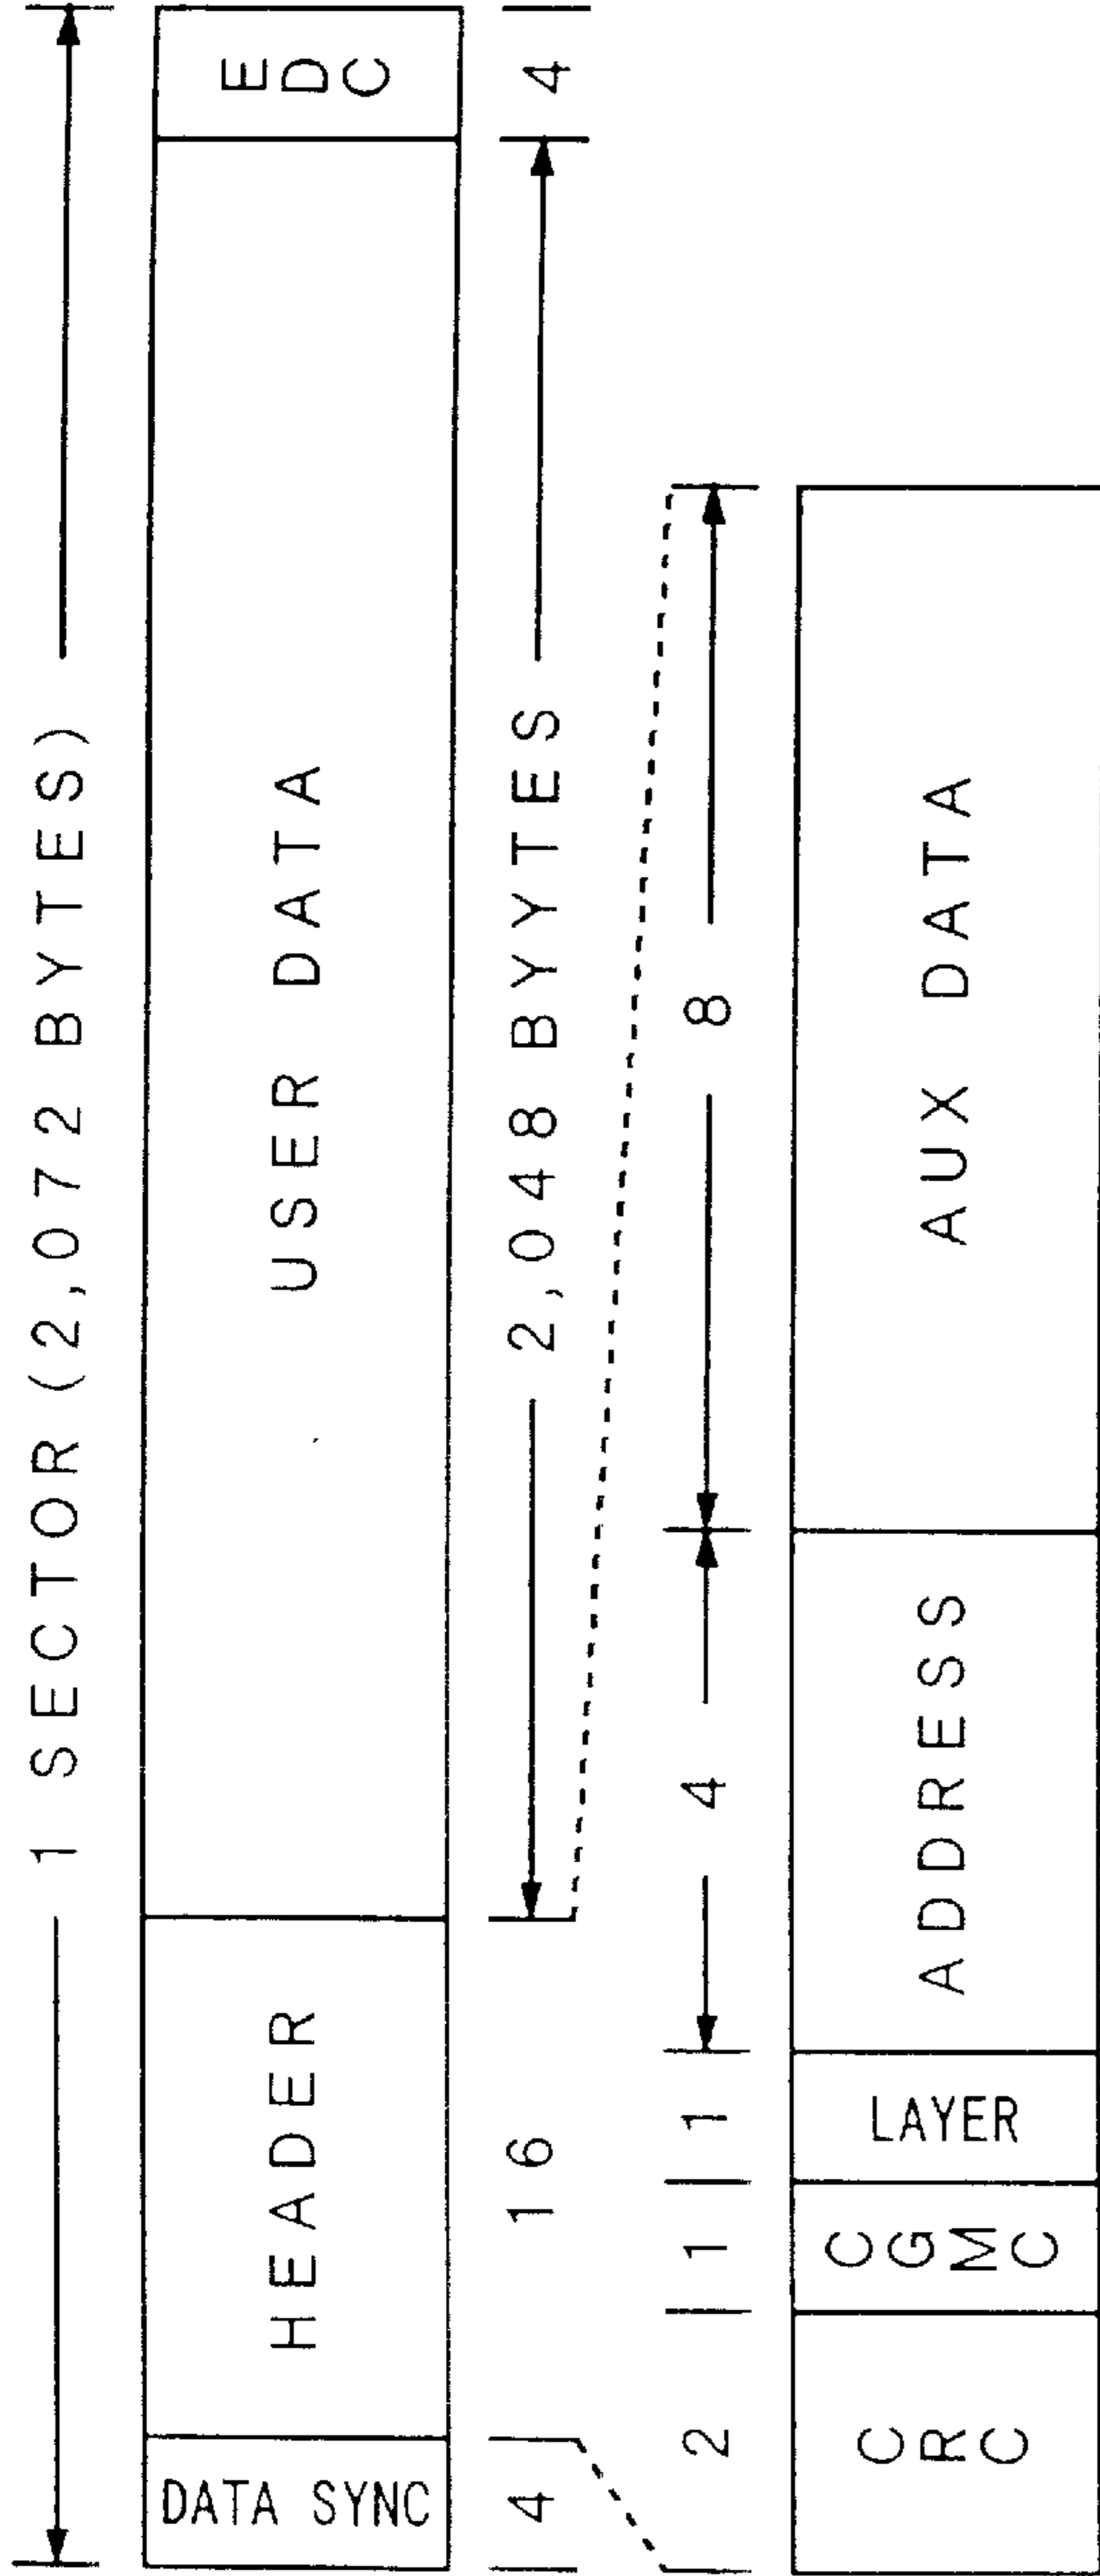 1 SECTOR (2,072 BYTES)
DATA SYNC
HEADER
USER DATA
EDC
4
16
2,048 BYYTES
4
2
1
1
4
8
CRC
CGMC
LAYER
ADDRESS
AUX DATA